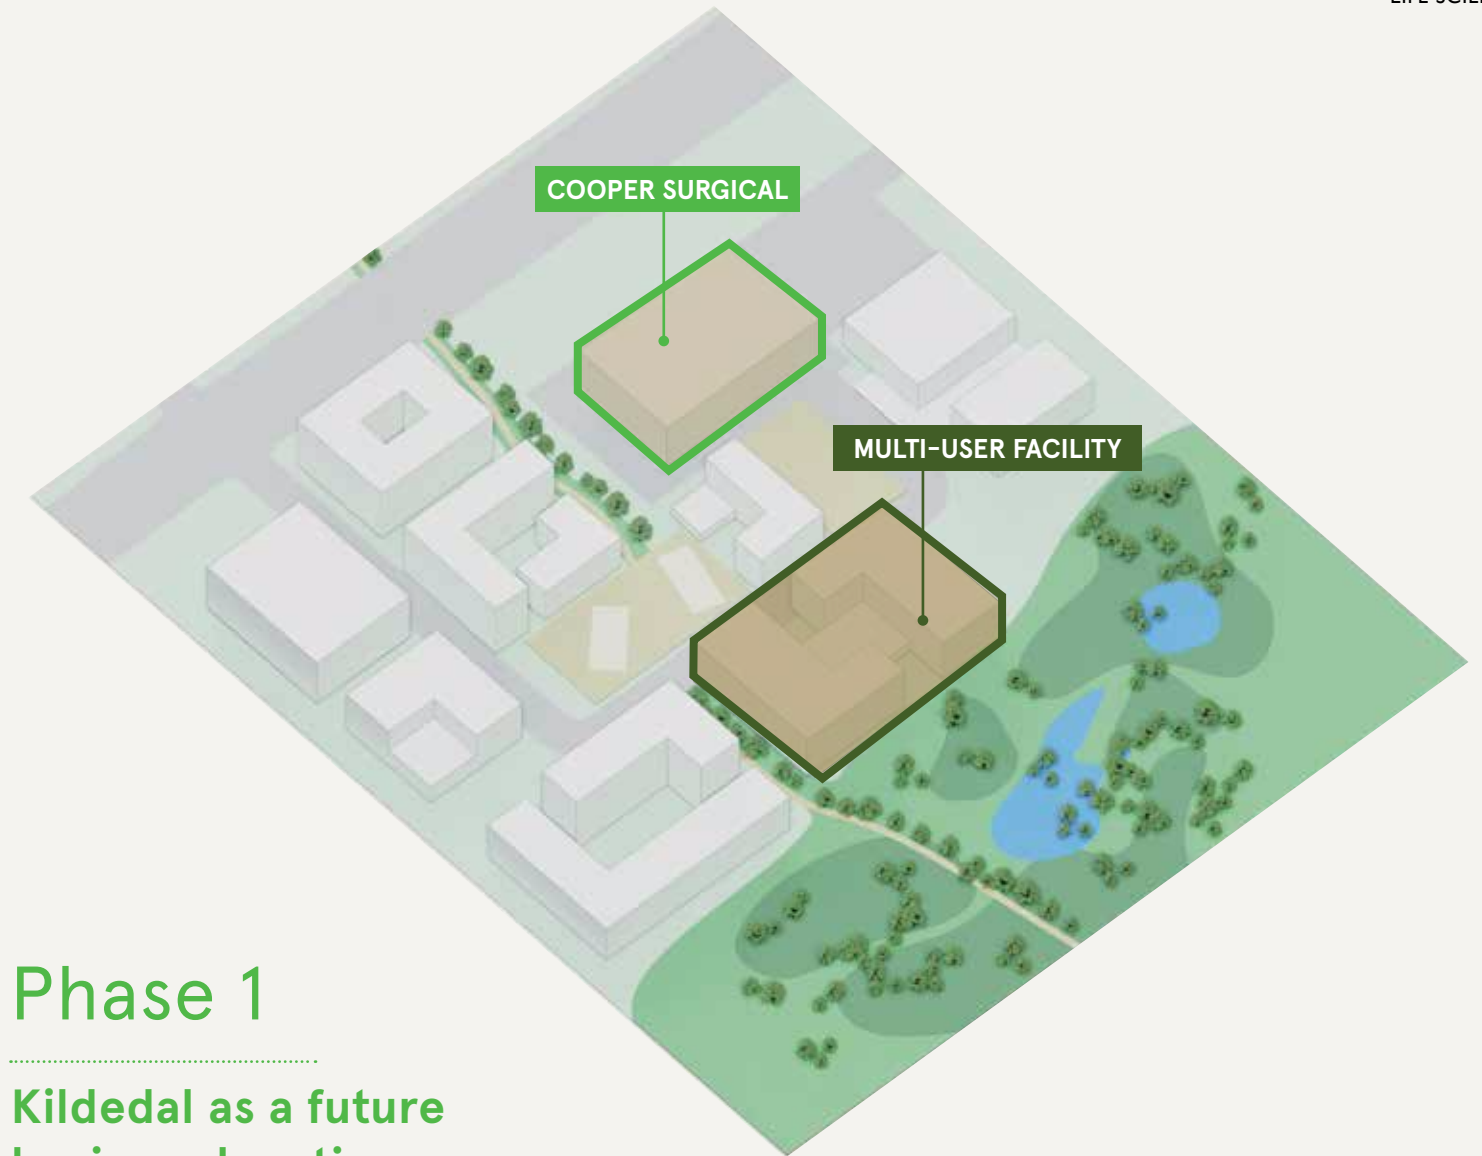 COOPER SURGICAL
MULTI-USER FACILITY
Phase 1
Kildedal as a future